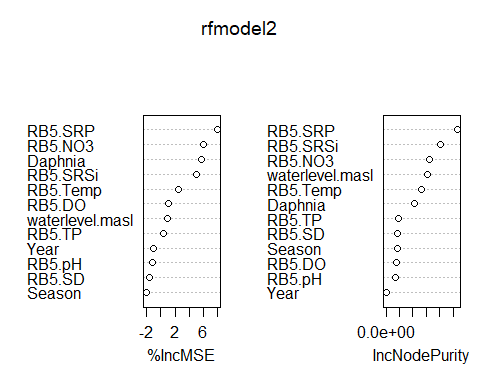 rfmodel2
RB5.SRP
RB5.NO3
Daphnia
RB5.SRSi
RB5.Temp
RB5.DO
waterlevel.masl
RB5.TP
Year
RB5.pH
RB5.SD
Season
-2 2 6
%IncMSE
RB5.SRP
RB5.SRSi
RB5.NO3
waterlevel.masl
RB5.Temp
Daphnia
RB5.TP
RB5.SD
Season
RB5.DO
RB5.pH
Year
0.0e+00
IncNodePurity